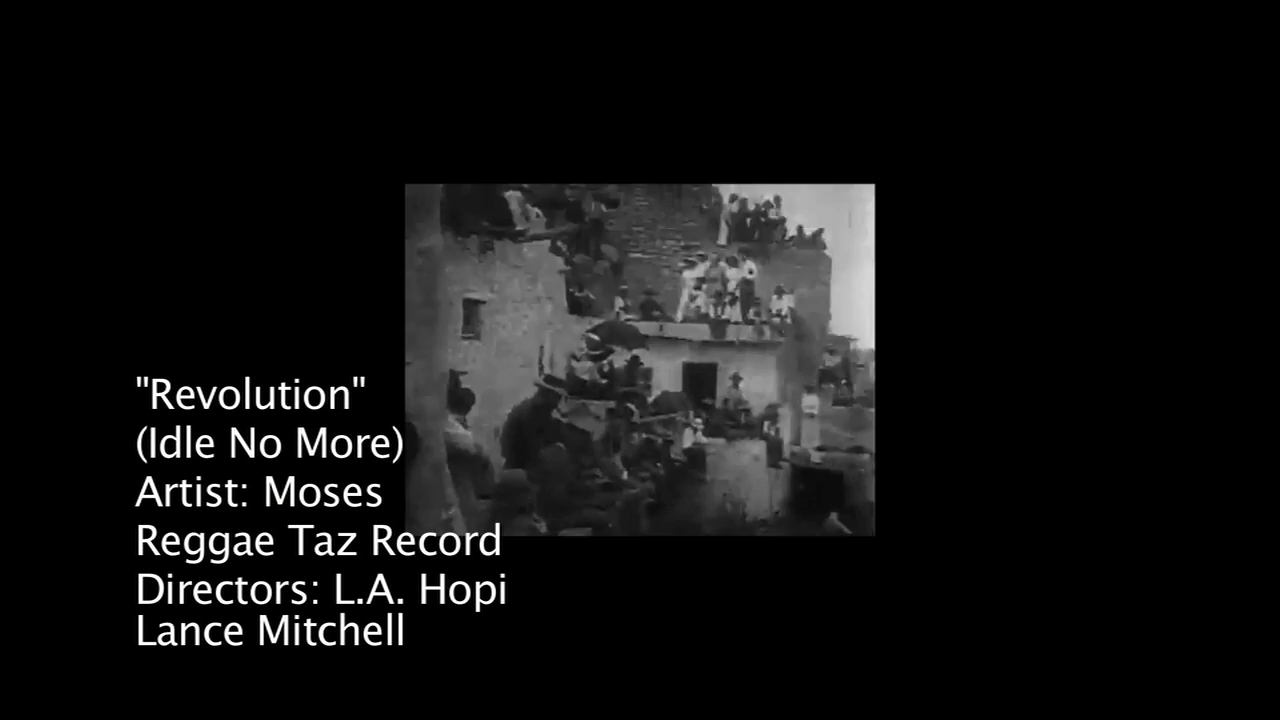 "Revolution"
(Idle No More)
Artist: Moses
Reggae Taz Record
Directors: L.A. Hopi
Lance Mitchell